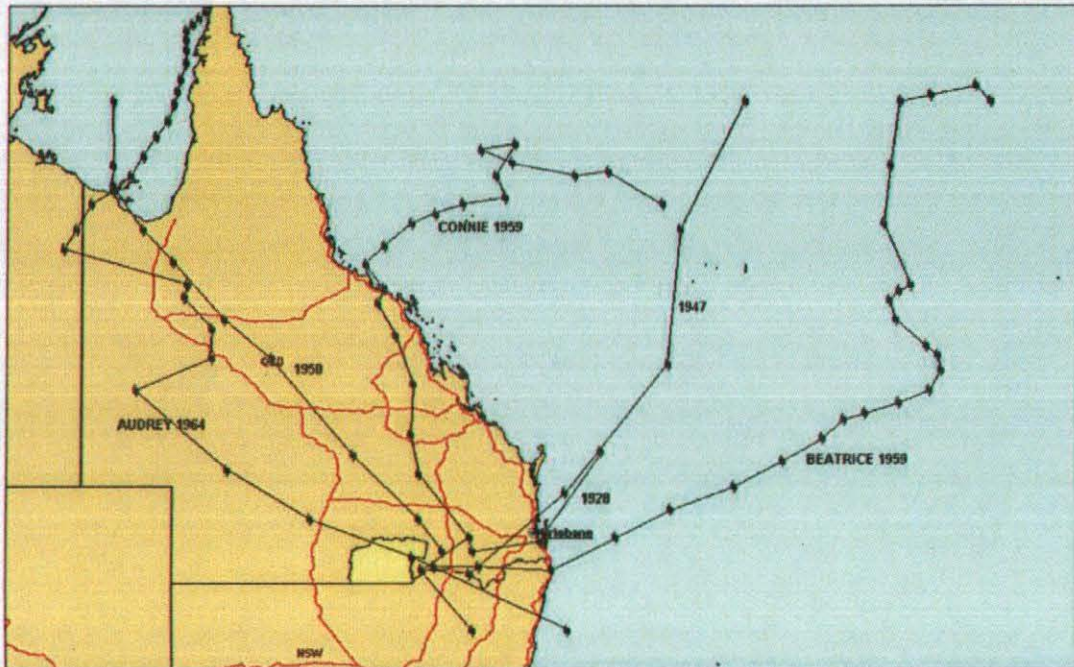 CONNIE 1959
1947
QLD
1950
AUDREY 1964
BEATRICE 1959
1928
Brisbane
NSW